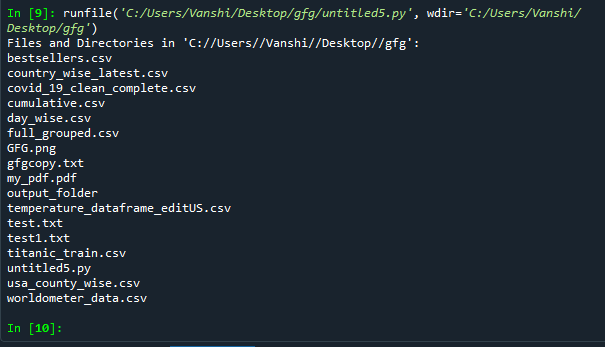 In [9]: runfile('C:/Users/Vanshi/Desktop/gfg/untitled5.py', wdir='C:/Users/Vanshi/
Desktop/gfg')
Files and Directories in 'C://Users//Vanshi//Desktop//gfg':
bestsellers.csv
country_wise_latest.csv
covid_19_clean_complete.csv
cumulative.csv
day_wise.csv
full_grouped.csv
GFG.png
gfgcopy.txt
my_pdf.pdf
output_folder
temperature_dataframe_editUS.csv
test.txt
test1.txt
titanic_train.csv
untitled5.py
usa_county_wise.csv
worldometer_data.csv
In [10]: